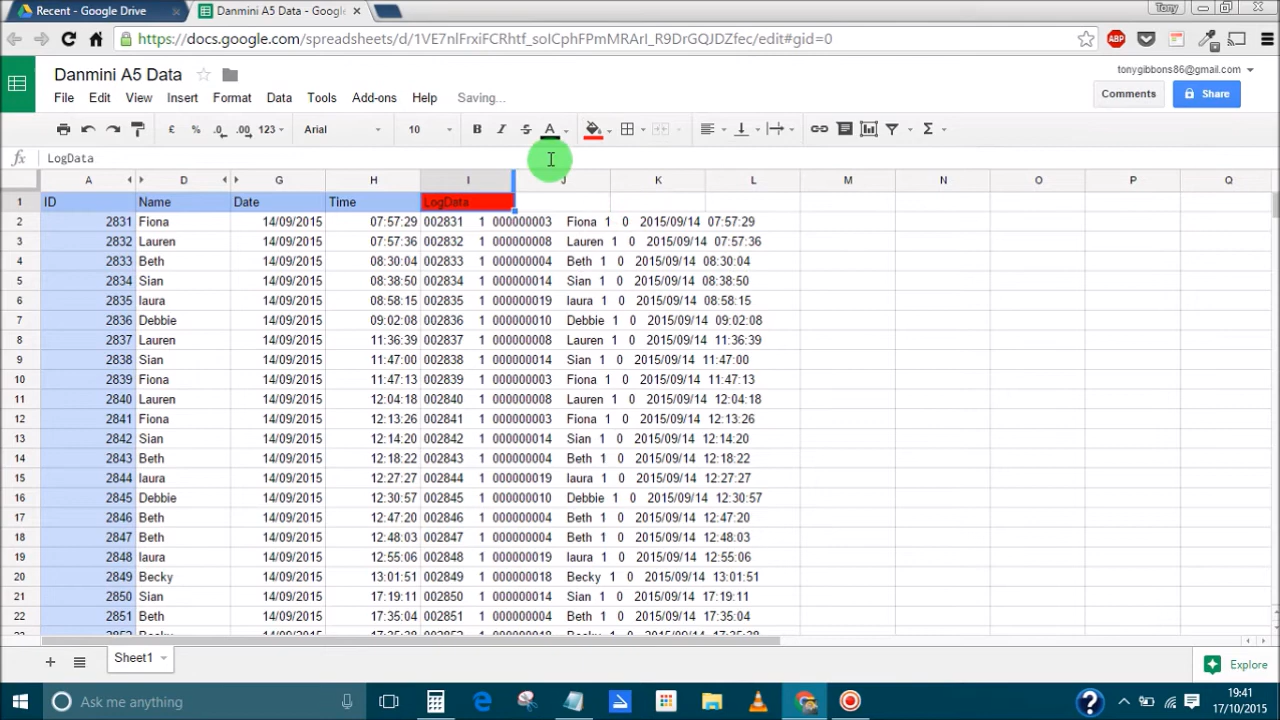 Recent - Google Drive
Danmini A5 Data - Google
Tony
https://docs.google.com/spreadsheets/d/1VE7nlFrxiFCRhtf_soICphFPmMRArI_R9DrGQJDZfec/edit#gid=0
ABP
Danmini A5 Data
tonygibbons86@gmail.com
File Edit View Insert Format Data Tools Add-ons Help Saving...
Comments Share
£ % .0 .00 123 Arial 10 B I S A Σ
fx LogData
A D G H I J K L M N O P Q
1 ID Name Date Time LogData
2 2831 Fiona 14/09/2015 07:57:29 002831 1 000000003 Fiona 1 0 2015/09/14 07:57:29
3 2832 Lauren 14/09/2015 07:57:36 002832 1 000000008 Lauren 1 0 2015/09/14 07:57:36
4 2833 Beth 14/09/2015 08:30:04 002833 1 000000004 Beth 1 0 2015/09/14 08:30:04
5 2834 Sian 14/09/2015 08:38:50 002834 1 000000014 Sian 1 0 2015/09/14 08:38:50
6 2835 laura 14/09/2015 08:58:15 002835 1 000000019 laura 1 0 2015/09/14 08:58:15
7 2836 Debbie 14/09/2015 09:02:08 002836 1 000000010 Debbie 1 0 2015/09/14 09:02:08
8 2837 Lauren 14/09/2015 11:36:39 002837 1 000000008 Lauren 1 0 2015/09/14 11:36:39
9 2838 Sian 14/09/2015 11:47:00 002838 1 000000014 Sian 1 0 2015/09/14 11:47:00
10 2839 Fiona 14/09/2015 11:47:13 002839 1 000000003 Fiona 1 0 2015/09/14 11:47:13
11 2840 Lauren 14/09/2015 12:04:18 002840 1 000000008 Lauren 1 0 2015/09/14 12:04:18
12 2841 Fiona 14/09/2015 12:13:26 002841 1 000000003 Fiona 1 0 2015/09/14 12:13:26
13 2842 Sian 14/09/2015 12:14:20 002842 1 000000014 Sian 1 0 2015/09/14 12:14:20
14 2843 Beth 14/09/2015 12:18:22 002843 1 000000004 Beth 1 0 2015/09/14 12:18:22
15 2844 laura 14/09/2015 12:27:27 002844 1 000000019 laura 1 0 2015/09/14 12:27:27
16 2845 Debbie 14/09/2015 12:30:57 002845 1 000000010 Debbie 1 0 2015/09/14 12:30:57
17 2846 Beth 14/09/2015 12:47:20 002846 1 000000004 Beth 1 0 2015/09/14 12:47:20
18 2847 Beth 14/09/2015 12:48:03 002847 1 000000004 Beth 1 0 2015/09/14 12:48:03
19 2848 laura 14/09/2015 12:55:06 002848 1 000000019 laura 1 0 2015/09/14 12:55:06
20 2849 Becky 14/09/2015 13:01:51 002849 1 000000018 Becky 1 0 2015/09/14 13:01:51
21 2850 Sian 14/09/2015 17:19:11 002850 1 000000014 Sian 1 0 2015/09/14 17:19:11
22 2851 Beth 14/09/2015 17:35:04 002851 1 000000004 Beth 1 0 2015/09/14 17:35:04
Sheet1
Explore
Ask me anything
19:41
17/10/2015